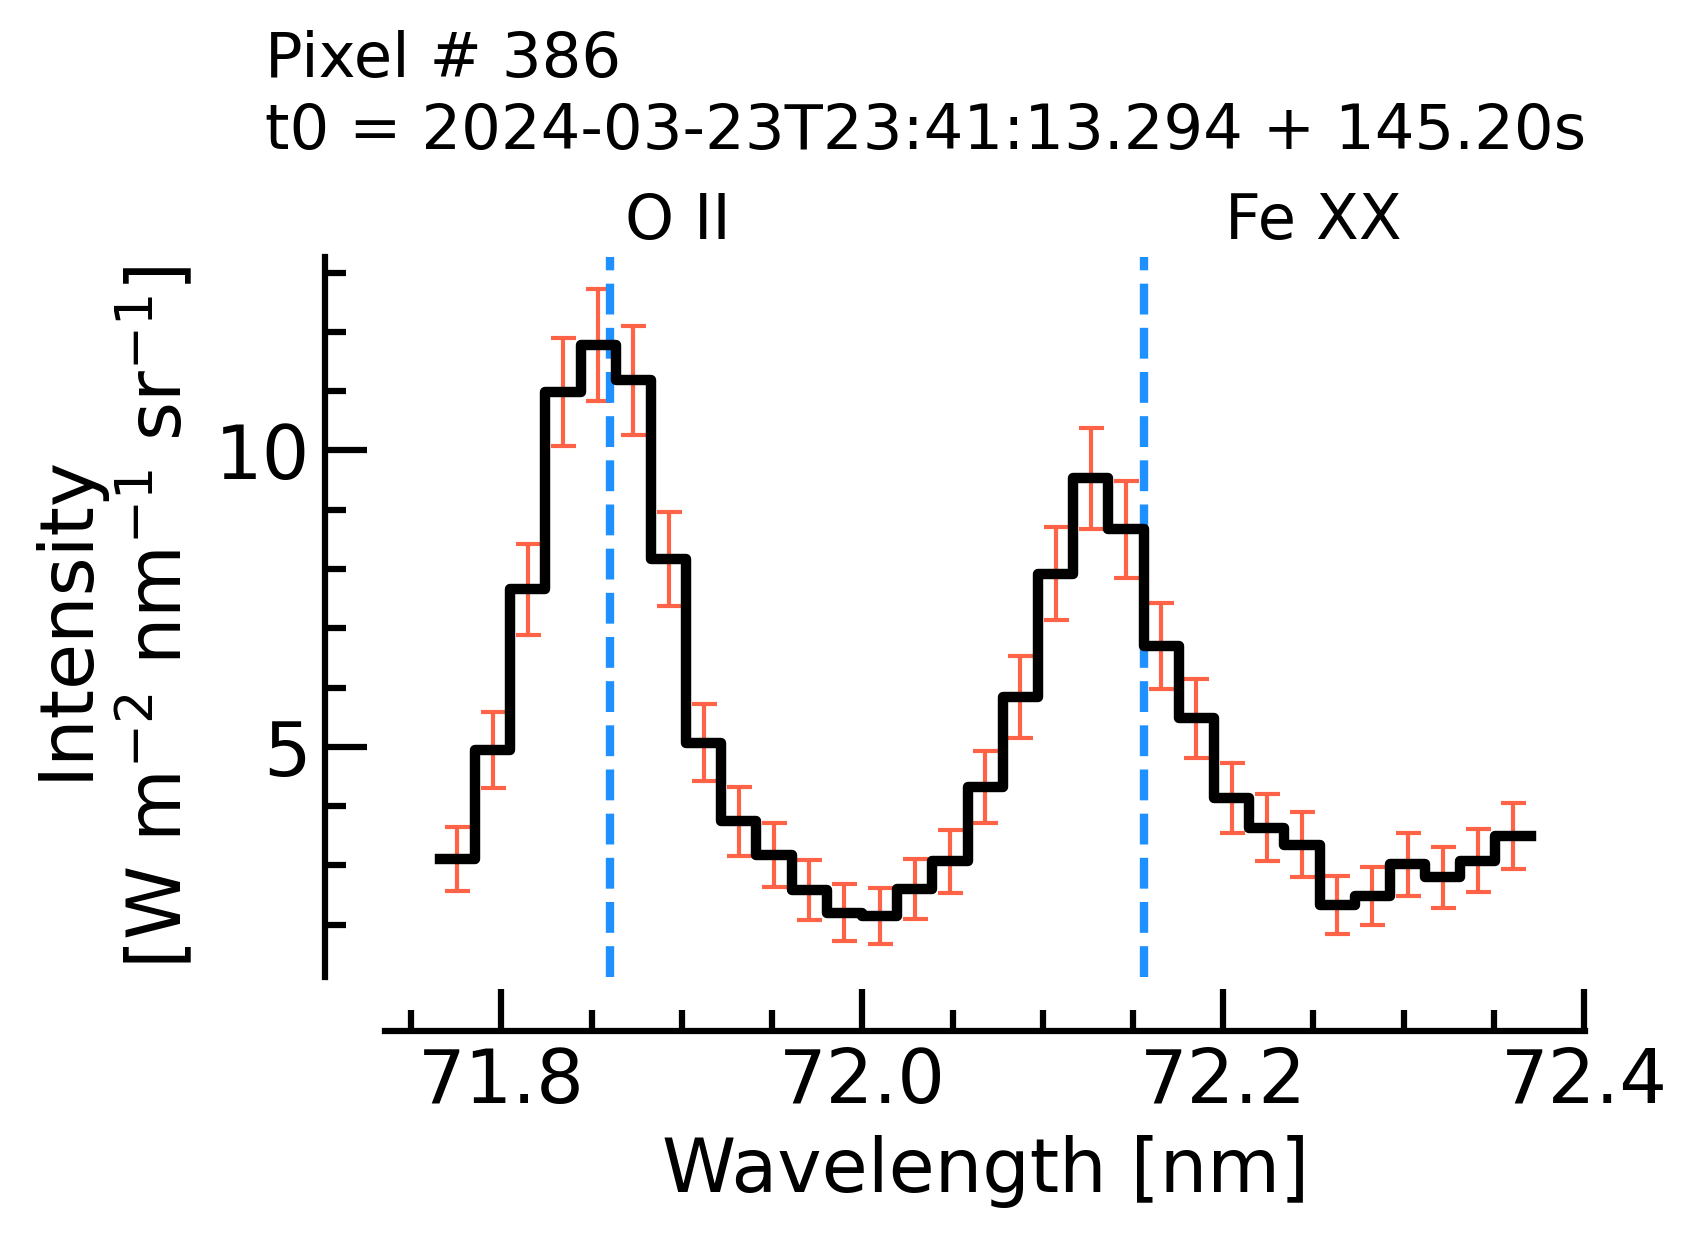 Pixel # 386
t0 = 2024-03-23T23:41:13.294 + 145.20s
O II
Fe XX
Intensity
[W m⁻² nm⁻¹ sr⁻¹]
10
5
71.8
72.0
72.2
72.4
Wavelength [nm]